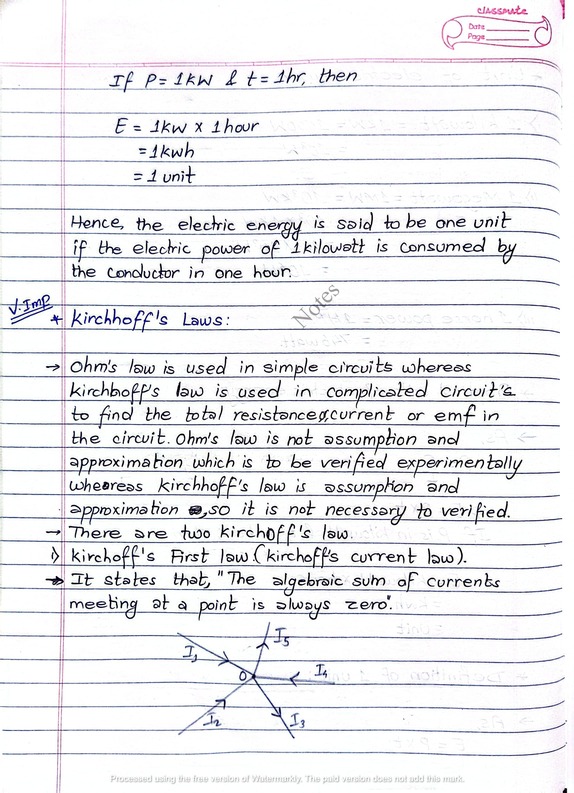 classmate
Date
Page
If P = 1kW & t = 1hr, then
E = 1kW x 1hour
= 1kwh
= 1 unit
Hence, the electric energy is said to be one unit
if the electric power of 1kilowatt is consumed by
the conductor in one hour.
Notes
V.Imp
* Kirchhoff's Laws:
→ Ohm's law is used in simple circuits whereas
kirchhoff's law is used in complicated circuit's
to find the total resistances, current or emf in
the circuit. Ohm's law is not assumption and
approximation which is to be verified experimentally
whereas kirchhoff's law is assumption and
approximation, so it is not necessary to verified.
→ There are two kirchoff's law.
i) kirchoff's First law (kirchoff's current law).
→ It states that, "The algebraic sum of currents
meeting at a point is always zero".
I1
I5
O
I4
I2
I3
Processed using the free version of Watermarkly. The paid version does not add this mark.